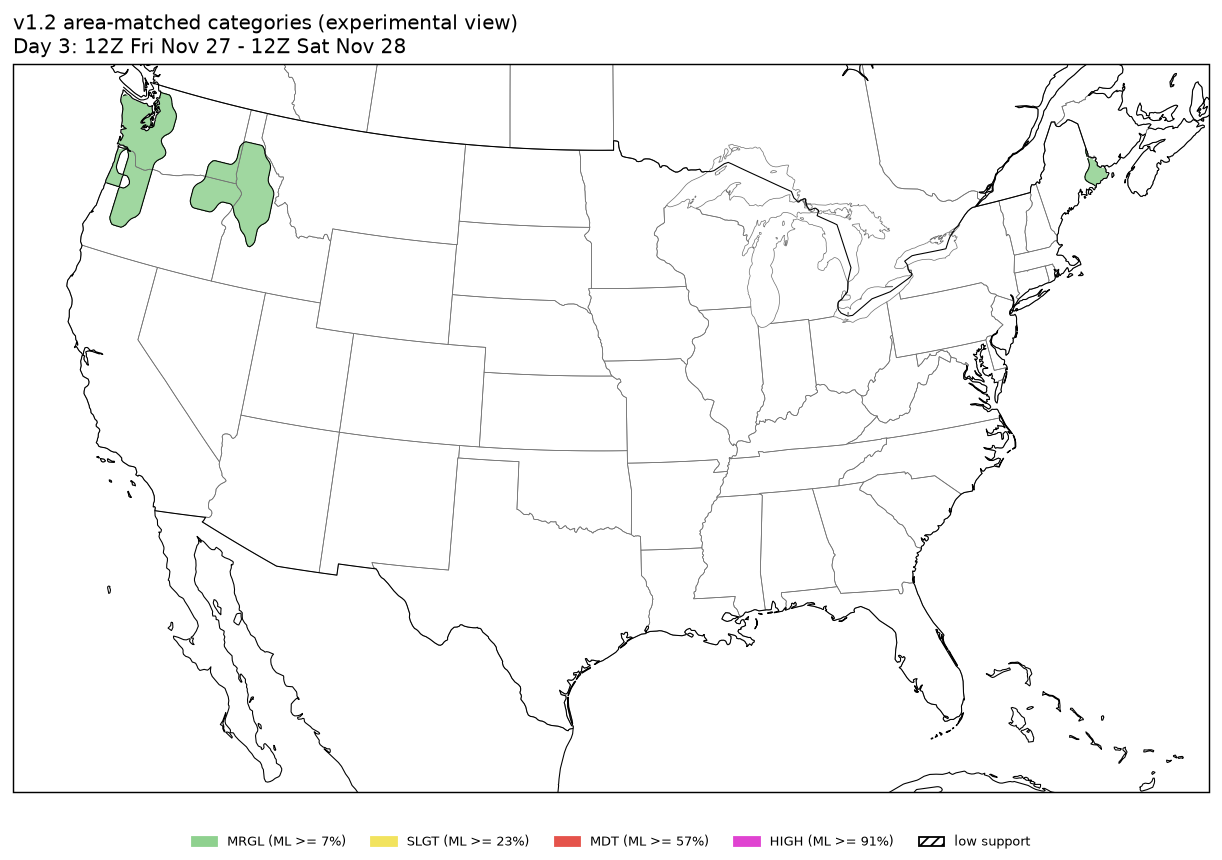 v1.2 area-matched categories (experimental view)
Day 3: 12Z Fri Nov 27 - 12Z Sat Nov 28
MRGL (ML >= 7%) SLGT (ML >= 23%) MDT (ML >= 57%) HIGH (ML >= 91%) low support